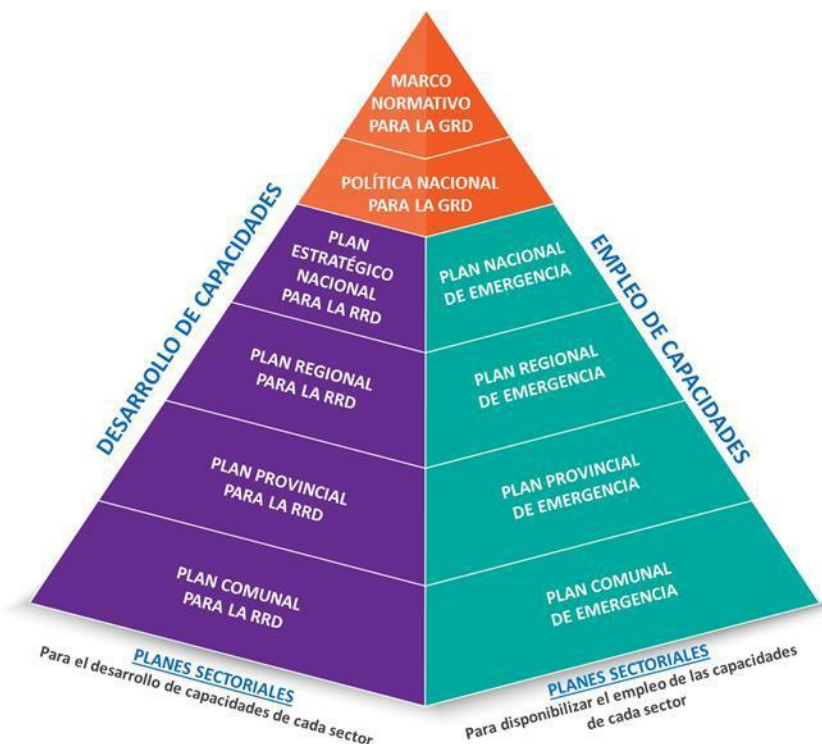 MARCO
NORMATIVO
PARA LA GRD
POLÍTICA NACIONAL
PARA LA GRD
DESARROLLO DE CAPACIDADES
PLAN
ESTRATÉGICO
NACIONAL
PARA LA RRD
PLAN REGIONAL
PARA LA RRD
PLAN PROVINCIAL
PARA LA RRD
PLAN COMUNAL
PARA LA RRD
PLANES SECTORIALES
Para el desarrollo de capacidades de cada sector
EMPLEO DE CAPACIDADES
PLAN NACIONAL
DE EMERGENCIA
PLAN REGIONAL
DE EMERGENCIA
PLAN PROVINCIAL
DE EMERGENCIA
PLAN COMUNAL
DE EMERGENCIA
PLANES SECTORIALES
Para disponibilizar el empleo de las capacidades
de cada sector